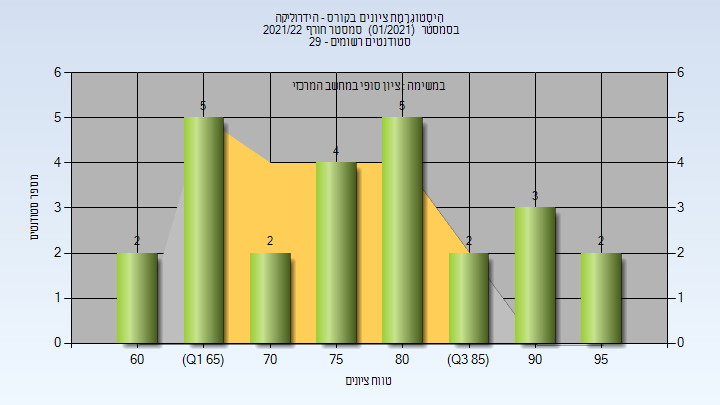 היסטוגרמת ציונים בקורס - הידרוליקה
בסמסטר (01/2021) סמסטר חורף 2021/22
סטודנטים רשומים - 29
במשימה : ציון סופי במחשב המרכזי
6 6
5 5
4 4
3 3
2 2
1 1
0 0
מספר סטודנטים
2 5 2 4 5 2 3 2
60 (Q1 65) 70 75 80 (Q3 85) 90 95
טווח ציונים